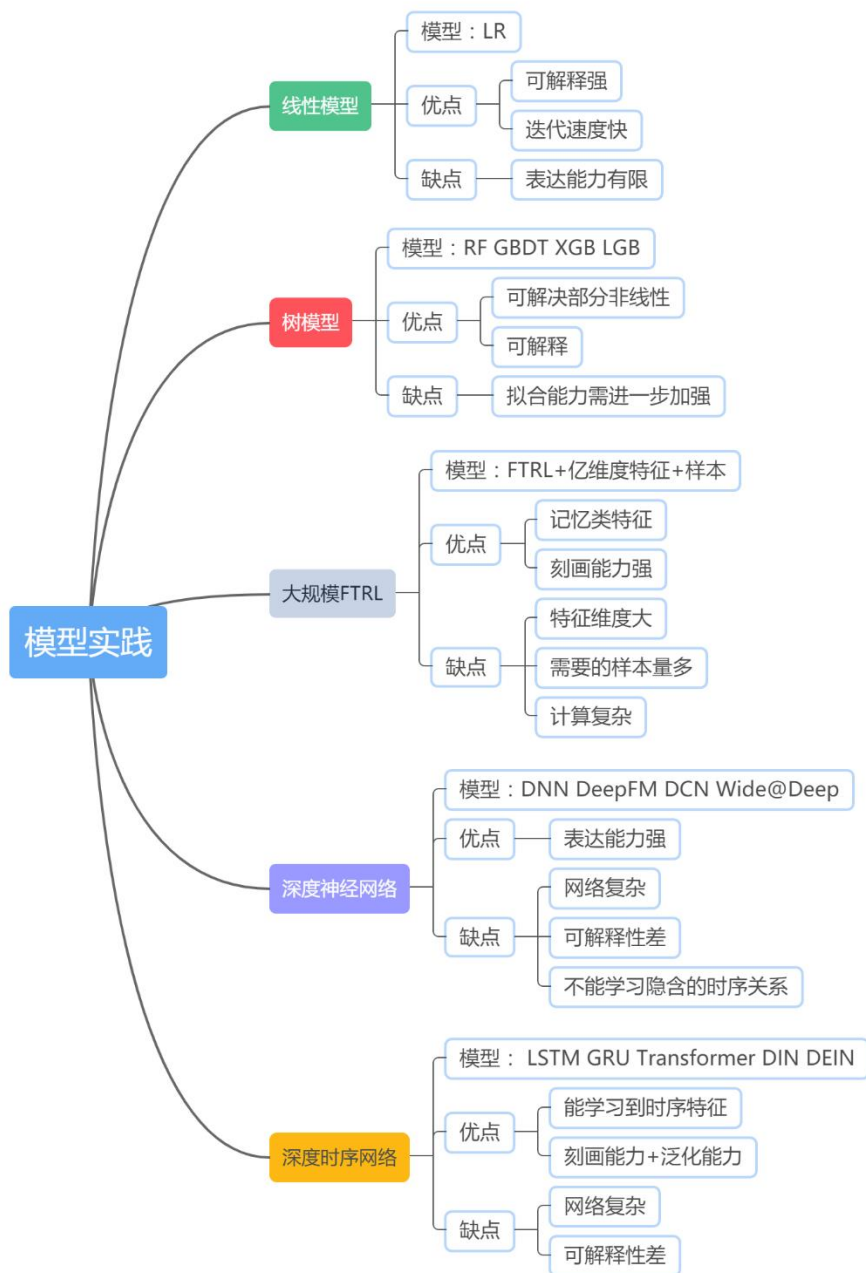 模型实践
线性模型
模型：LR
优点
可解释强
迭代速度快
缺点
表达能力有限
树模型
模型：RF GBDT XGB LGB
优点
可解决部分非线性
可解释
缺点
拟合能力需进一步加强
大规模FTRL
模型：FTRL+亿维度特征+样本
优点
记忆类特征
刻画能力强
缺点
特征维度大
需要的样本量多
计算复杂
深度神经网络
模型：DNN DeepFM DCN Wide@Deep
优点
表达能力强
缺点
网络复杂
可解释性差
不能学习隐含的时序关系
深度时序网络
模型： LSTM GRU Transformer DIN DEIN
优点
能学习到时序特征
刻画能力+泛化能力
缺点
网络复杂
可解释性差